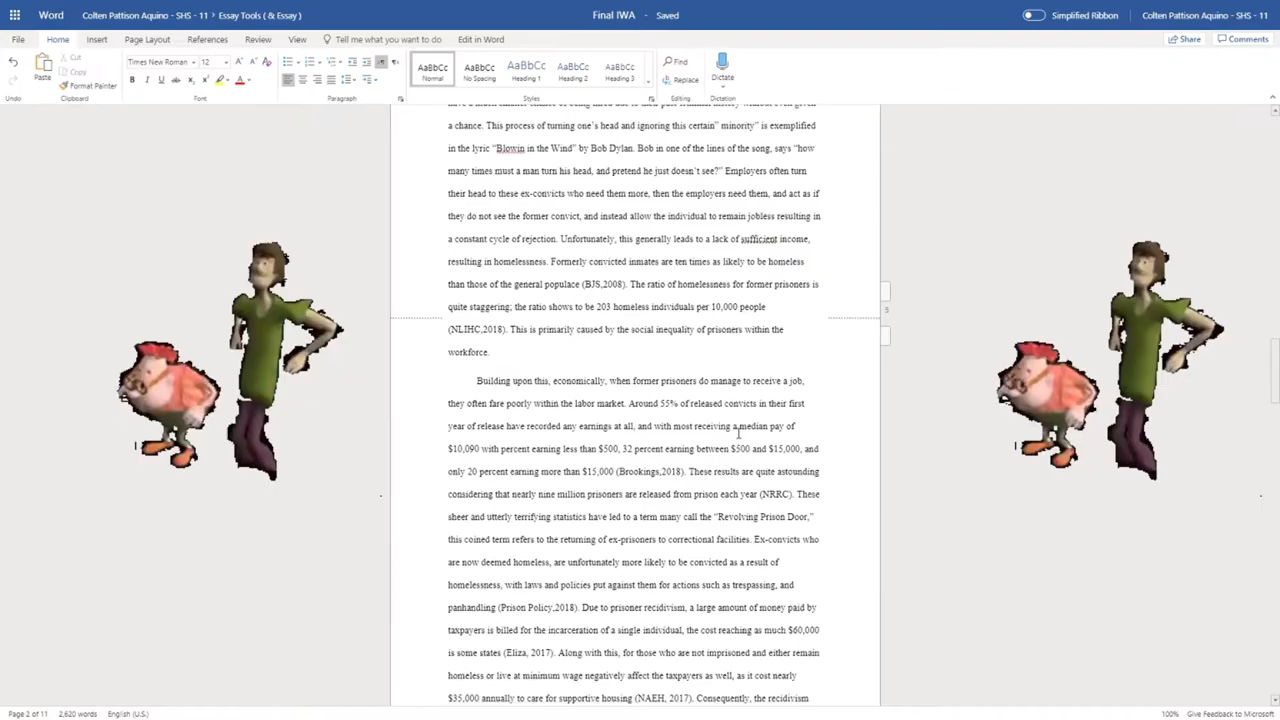 Word Colten Pattison Aquino - SHS - 11 > Essay Tools ( & Essay ) Final IWA - Saved Simplified Ribbon Colten Pattison Aquino - SHS - 11
File Home Insert Page Layout References Review View Tell me what you want to do Edit in Word Share Comments
Paste Cut Copy Format Painter Times New Roman 12 AaBbCc Normal AaBbCc No Spacing AaBbCc Heading 1 AaBbCc Heading 2 AaBbCc Heading 3 Find Replace Dictate
Undo Clipboard Font Paragraph Styles Editing Dictation
have a much smaller chance of being hired due to their past criminal history without even given
a chance. This process of turning one's head and ignoring this certain" minority" is exemplified
in the lyric "Blowin in the Wind" by Bob Dylan. Bob in one of the lines of the song, says "how
many times must a man turn his head, and pretend he just doesn't see?" Employers often turn
their head to these ex-convicts who need them more, then the employers need them, and act as if
they do not see the former convict, and instead allow the individual to remain jobless resulting in
a constant cycle of rejection. Unfortunately, this generally leads to a lack of sufficient income,
resulting in homelessness. Formerly convicted inmates are ten times as likely to be homeless
than those of the general populace (BJS,2008). The ratio of homelessness for former prisoners is
quite staggering; the ratio shows to be 203 homeless individuals per 10,000 people
5
(NLIHC,2018). This is primarily caused by the social inequality of prisoners within the
workforce.
Building upon this, economically, when former prisoners do manage to receive a job,
they often fare poorly within the labor market. Around 55% of released convicts in their first
year of release have recorded any earnings at all, and with most receiving a median pay of
$10,090 with percent earning less than $500, 32 percent earning between $500 and $15,000, and
only 20 percent earning more than $15,000 (Brookings,2018). These results are quite astounding
considering that nearly nine million prisoners are released from prison each year (NRRC). These
sheer and utterly terrifying statistics have led to a term many call the "Revolving Prison Door,"
this coined term refers to the returning of ex-prisoners to correctional facilities. Ex-convicts who
are now deemed homeless, are unfortunately more likely to be convicted as a result of
homelessness, with laws and policies put against them for actions such as trespassing, and
panhandling (Prison Policy,2018). Due to prisoner recidivism, a large amount of money paid by
taxpayers is billed for the incarceration of a single individual, the cost reaching as much $60,000
is some states (Eliza, 2017). Along with this, for those who are not imprisoned and either remain
homeless or live at minimum wage negatively affect the taxpayers as well, as it cost nearly
$35,000 annually to care for supportive housing (NAEH, 2017). Consequently, the recidivism
Page 2 of 11 2,620 words English (U.S.) 100% Give Feedback to Microsoft